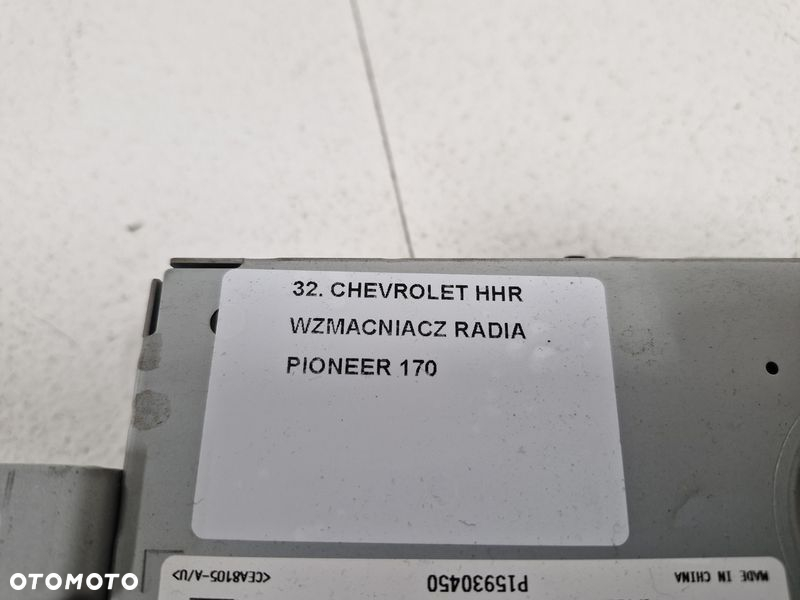 32. CHEVROLET HHR
WZMACNIACZ RADIA
PIONEER 170
<CEA8105-A/U>
P15930450
MADE IN CHINA
OTOMOTO